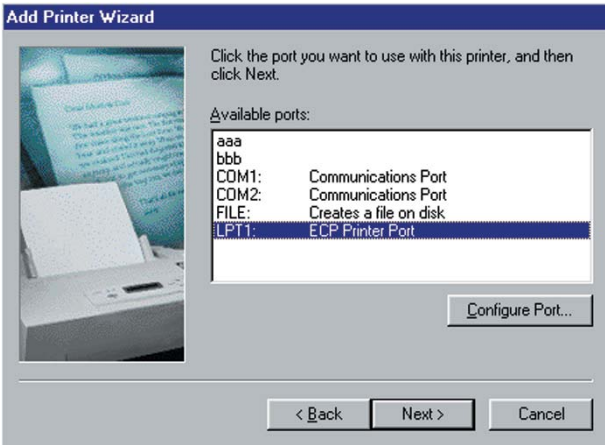 Add Printer Wizard
Click the port you want to use with this printer, and then
click Next.
Available ports:
aaa
bbb
COM1: Communications Port
COM2: Communications Port
FILE: Creates a file on disk
LPT1: ECP Printer Port
Configure Port...
< Back Next > Cancel